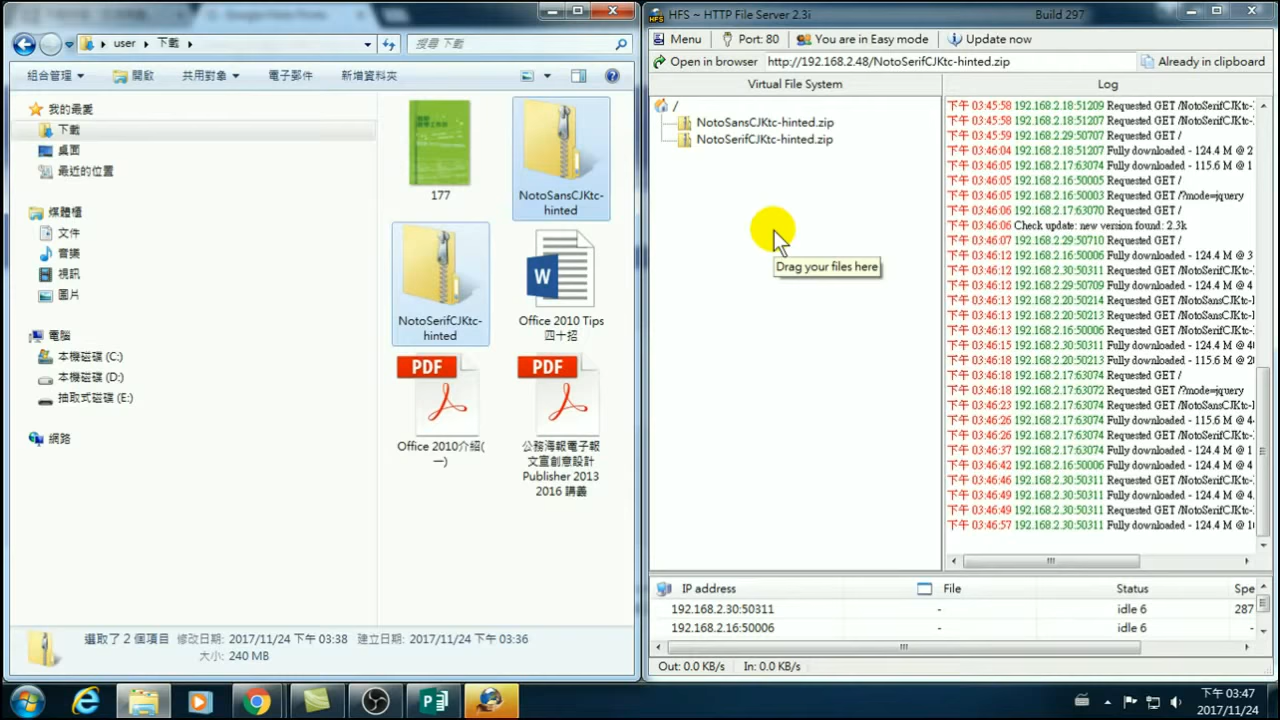 user
下載
搜尋 下載
組合管理
開啟
共用對象
電子郵件
新增資料夾
我的最愛
下載
桌面
最近的位置
媒體櫃
文件
音樂
視訊
圖片
電腦
本機磁碟 (C:)
本機磁碟 (D:)
抽取式磁碟 (E:)
網路
177
NotoSansCJKtc-
hinted
NotoSerifCJKtc-
hinted
W
Office 2010 Tips
四十招
PDF
Office 2010介紹(
一)
PDF
公務海報電子報
文宣創意設計
Publisher 2013
2016 講義
選取了 2 個項目 修改日期: 2017/11/24 下午 03:38 建立日期: 2017/11/24 下午 03:36
大小: 240 MB
HFS ~ HTTP File Server 2.3i
Build 297
Menu
Port: 80
You are in Easy mode
Update now
Open in browser
http://192.168.2.48/NotoSerifCJKtc-hinted.zip
Already in clipboard
Virtual File System
Log
/
NotoSansCJKtc-hinted.zip
NotoSerifCJKtc-hinted.zip
Drag your files here
下午 03:45:58 192.168.2.18:51209 Requested GET /NotoSerifCJKtc-
下午 03:45:58 192.168.2.18:51207 Requested GET /NotoSansCJKtc-
下午 03:45:59 192.168.2.29:50707 Requested GET /
下午 03:46:04 192.168.2.18:51207 Fully downloaded - 124.4 M @ 2
下午 03:46:05 192.168.2.17:63074 Fully downloaded - 115.6 M @ 1
下午 03:46:05 192.168.2.16:50005 Requested GET /
下午 03:46:05 192.168.2.16:50003 Requested GET /?mode=jquery
下午 03:46:06 192.168.2.17:63070 Requested GET /
下午 03:46:06 Check update: new version found: 2.3k
下午 03:46:07 192.168.2.29:50710 Requested GET /
下午 03:46:12 192.168.2.16:50006 Fully downloaded - 124.4 M @ 3
下午 03:46:12 192.168.2.30:50311 Requested GET /NotoSerifCJKtc-
下午 03:46:12 192.168.2.29:50709 Fully downloaded - 124.4 M @ 4
下午 03:46:13 192.168.2.20:50214 Requested GET /NotoSansCJKtc-
下午 03:46:13 192.168.2.20:50213 Requested GET /NotoSerifCJKtc-
下午 03:46:13 192.168.2.16:50006 Requested GET /NotoSerifCJKtc-
下午 03:46:15 192.168.2.30:50311 Fully downloaded - 124.4 M @ 4
下午 03:46:18 192.168.2.20:50213 Fully downloaded - 115.6 M @ 2
下午 03:46:18 192.168.2.17:63074 Requested GET /
下午 03:46:18 192.168.2.17:63072 Requested GET /?mode=jquery
下午 03:46:23 192.168.2.17:63074 Requested GET /NotoSansCJKtc-
下午 03:46:26 192.168.2.17:63074 Fully downloaded - 115.6 M @ 4
下午 03:46:26 192.168.2.17:63074 Requested GET /NotoSerifCJKtc-
下午 03:46:37 192.168.2.17:63074 Fully downloaded - 124.4 M @ 1
下午 03:46:42 192.168.2.16:50006 Fully downloaded - 124.4 M @ 4
下午 03:46:46 192.168.2.30:50311 Requested GET /NotoSerifCJKtc-
下午 03:46:49 192.168.2.30:50311 Fully downloaded - 124.4 M @ 4
下午 03:46:49 192.168.2.30:50311 Requested GET /NotoSerifCJKtc-
下午 03:46:57 192.168.2.30:50311 Fully downloaded - 124.4 M @ 1
IP address
File
Status
Spe
192.168.2.30:50311
-
idle 6
287
192.168.2.16:50006
-
idle 6
-
Out: 0.0 KB/s
In: 0.0 KB/s
下午 03:47
2017/11/24